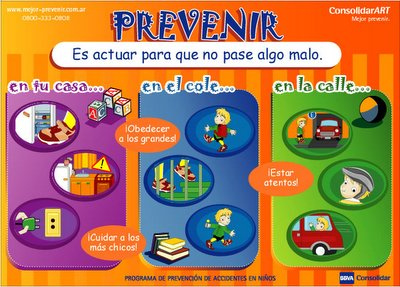 www.mejor-prevenir.com.ar
0800-333-0808
PREVENIR
ConsolidarART
Mejor prevenir.
Es actuar para que no pase algo malo.
en tu casa...
en el cole...
en la calle...
¡Obedecer
a los grandes!
¡Estar
atentos!
¡Cuidar a los
más chicos!
PROGRAMA DE PREVENCIÓN DE ACCIDENTES EN NIÑOS
BBVA Consolidar